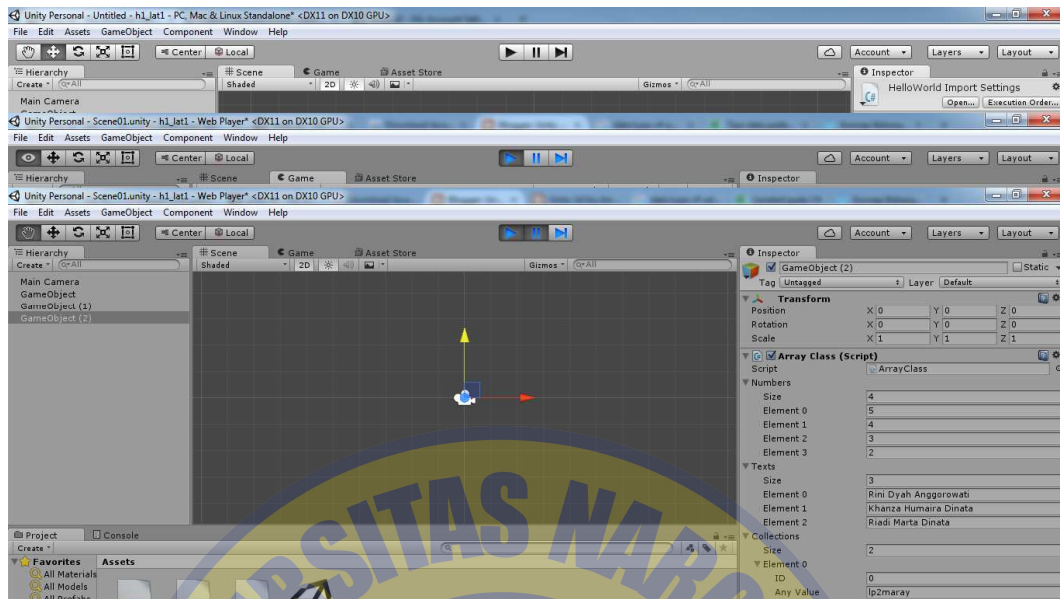 Unity Personal - Untitled - h1_lat1 - PC, Mac & Linux Standalone* <DX11 on DX10 GPU>
File Edit Assets GameObject Component Window Help
Center Local Account Layers Layout
Hierarchy Scene Game Asset Store Inspector
Create All Shaded 2D Gizmos All HelloWorld Import Settings
Main Camera Open... Execution Order...
Unity Personal - Scene01.unity - h1_lat1 - Web Player* <DX11 on DX10 GPU>
File Edit Assets GameObject Component Window Help
Center Local Account Layers Layout
Hierarchy Scene Game Asset Store Inspector
Unity Personal - Scene01.unity - h1_lat1 - Web Player* <DX11 on DX10 GPU>
File Edit Assets GameObject Component Window Help
Center Local Account Layers Layout
Hierarchy Scene Game Asset Store Inspector
Create All Shaded 2D Gizmos All GameObject (2) Static
Tag Untagged Layer Default
Main Camera
GameObject
GameObject (1)
GameObject (2)
Transform
Position X 0 Y 0 Z 0
Rotation X 0 Y 0 Z 0
Scale X 1 Y 1 Z 1
Array Class (Script)
Script ArrayClass
Numbers
Size 4
Element 0 5
Element 1 4
Element 2 3
Element 3 2
Texts
Size 3
Element 0 Rini Dyah Anggorowati
Element 1 Khanza Humaira Dinata
Element 2 Riadi Marta Dinata
Collections
Size 2
Element 0
ID 0
Any Value lp2maray
Project Console
Create
Favorites Assets
All Materials
All Models
All Prefabs